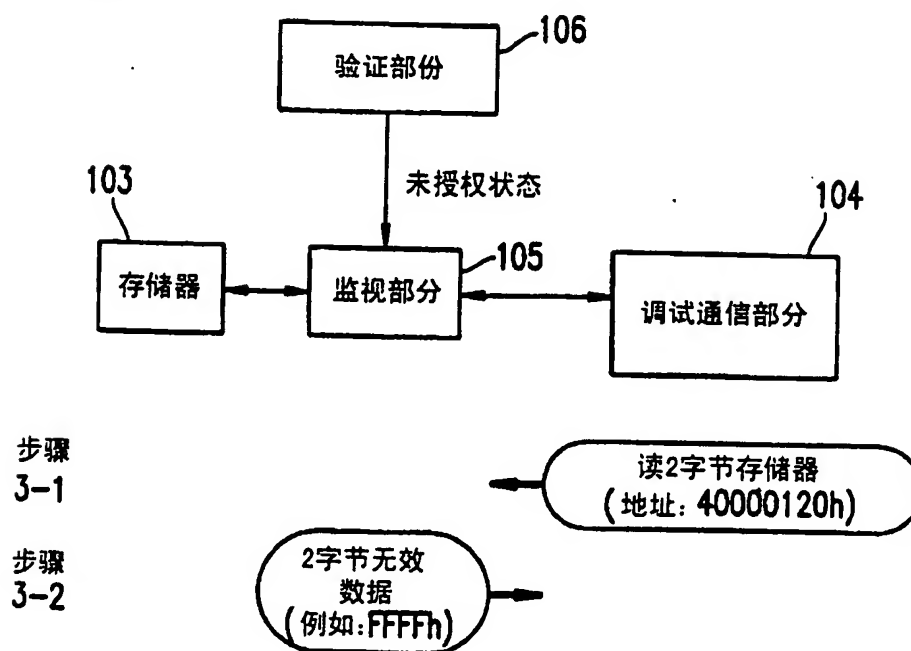 106
验证部份
未授权状态
103
104
105
存储器
监视部分
调试通信部分
步骤
3-1
读2字节存储器
(地址: 40000120h)
步骤
3-2
2字节无效
数据
(例如:FFFFh)